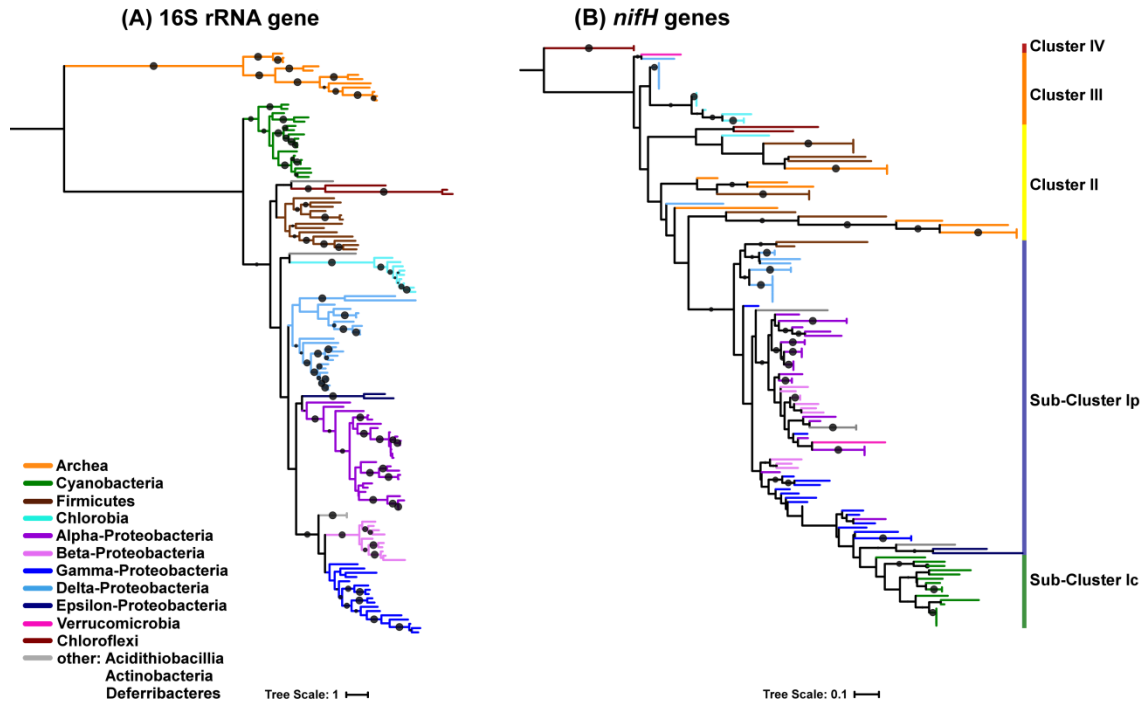 (A) 16S rRNA gene
(B) nifH genes
Cluster IV
Cluster III
Cluster II
Sub-Cluster Ip
Sub-Cluster Ic
Archea
Cyanobacteria
Firmicutes
Chlorobia
Alpha-Proteobacteria
Beta-Proteobacteria
Gamma-Proteobacteria
Delta-Proteobacteria
Epsilon-Proteobacteria
Verrucomicrobia
Chloroflexi
other: Acidithiobacillia
Actinobacteria
Deferribacteres
Tree Scale: 1
Tree Scale: 0.1